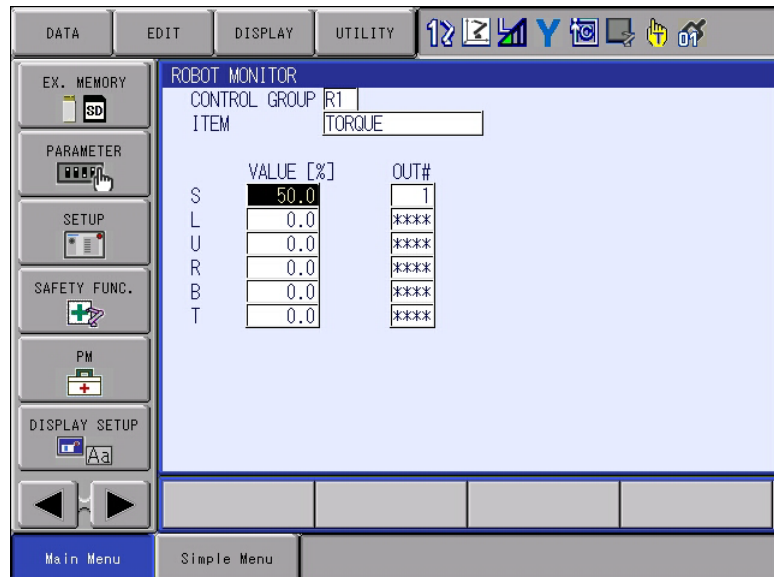 DATA EDIT DISPLAY UTILITY
EX. MEMORY
SD
PARAMETER
SETUP
SAFETY FUNC.
PM
DISPLAY SETUP
Aa
ROBOT MONITOR
CONTROL GROUP R1
ITEM TORQUE
VALUE [%] OUT#
S 50.0 1
L 0.0 ****
U 0.0 ****
R 0.0 ****
B 0.0 ****
T 0.0 ****
Main Menu Simple Menu